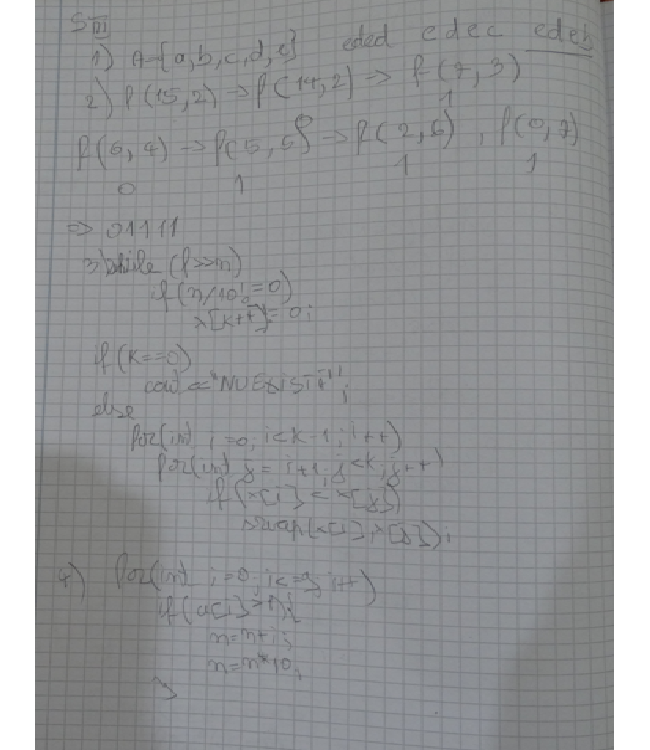 SIII
1) A={a,b,c,d,e} eded edec edeb
2) f(15,2) → f(14,2) => f(7,3)
1
f(6,4) → f(5,5) → f(2,6), f(0,7)
0 1 1 1
=> 01111
3) while (f>>n)
if(n/10!=0)
x[k++]=0;
if(k==0)
cout<<"NU EXISTA";
else
for(int i=0; i<k-1; i++)
for(int j=i+1; j<k; j++)
if(x[i]<x[j])
swap(x[i],x[j]);
4) for(int i=0; i<=9; i++)
if(a[i]>1){
n=n+i;
n=n*10;
}